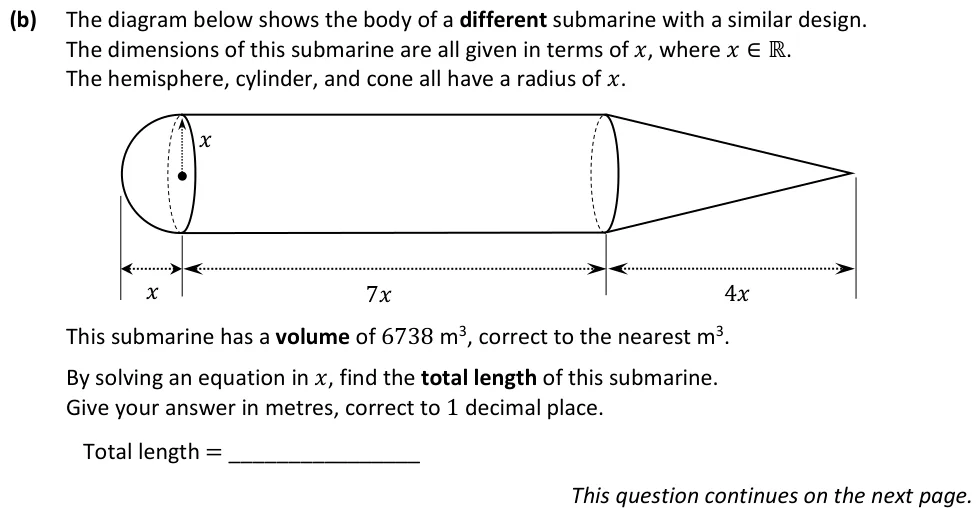 (b) The diagram below shows the body of a different submarine with a similar design.
The dimensions of this submarine are all given in terms of x, where x ∈ ℝ.
The hemisphere, cylinder, and cone all have a radius of x.
x
x
7x
4x
This submarine has a volume of 6738 m³, correct to the nearest m³.
By solving an equation in x, find the total length of this submarine.
Give your answer in metres, correct to 1 decimal place.
Total length = _________________
This question continues on the next page.